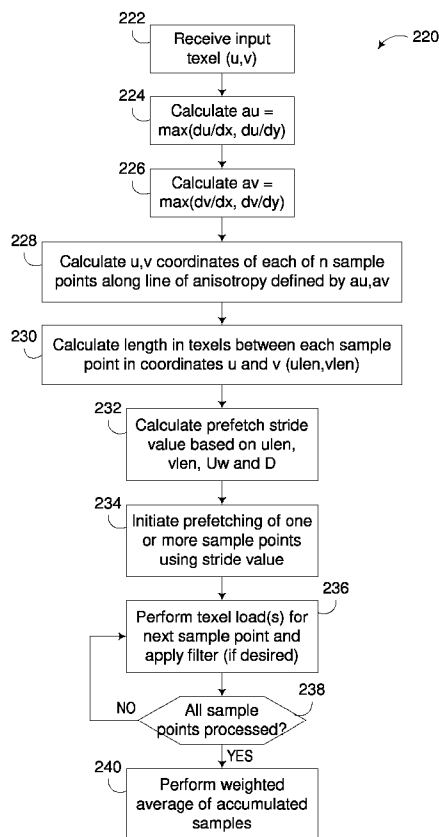 220
222
Receive input
texel (u,v)
224
Calculate au =
max(du/dx, du/dy)
226
Calculate av =
max(dv/dx, dv/dy)
228
Calculate u,v coordinates of each of n sample
points along line of anisotropy defined by au,av
230
Calculate length in texels between each sample
point in coordinates u and v (ulen,vlen)
232
Calculate prefetch stride
value based on ulen,
vlen, Uw and D
234
Initiate prefetching of one
or more sample points
using stride value
236
Perform texel load(s) for
next sample point and
apply filter (if desired)
238
NO
All sample
points processed?
YES
240
Perform weighted
average of accumulated
samples